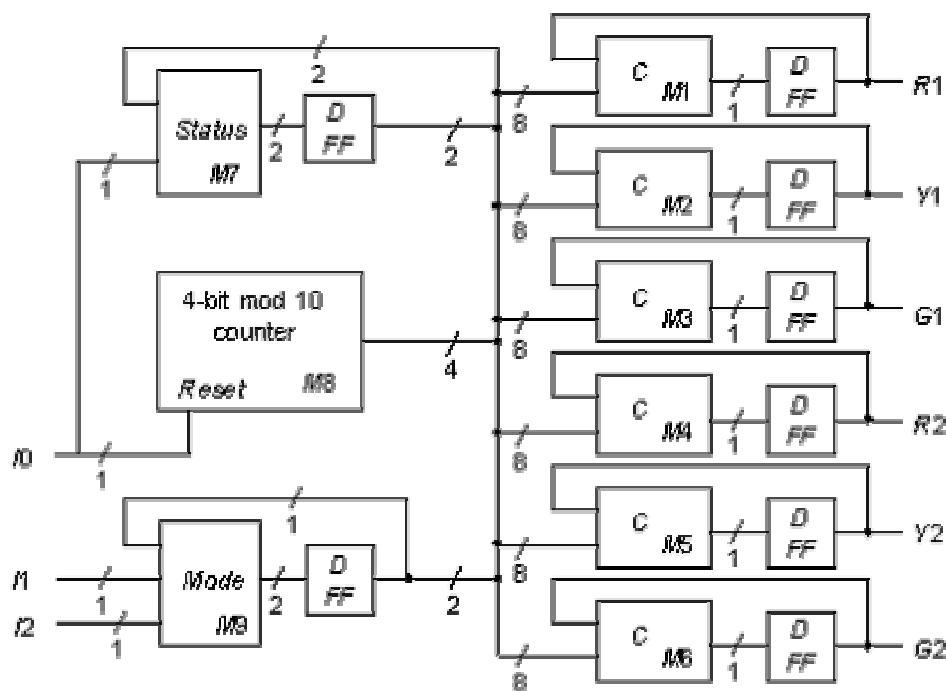 2
Status
M7
2
D
FF
2
1
4-bit mod 10
counter
Reset
M8
4
I0
1
1
I1
1
I2
1
Mode
M9
2
D
FF
2
8
C
M1
1
D
FF
R1
8
C
M2
1
D
FF
Y1
8
C
M3
1
D
FF
G1
8
C
M4
1
D
FF
R2
8
C
M5
1
D
FF
Y2
8
C
M6
1
D
FF
G2